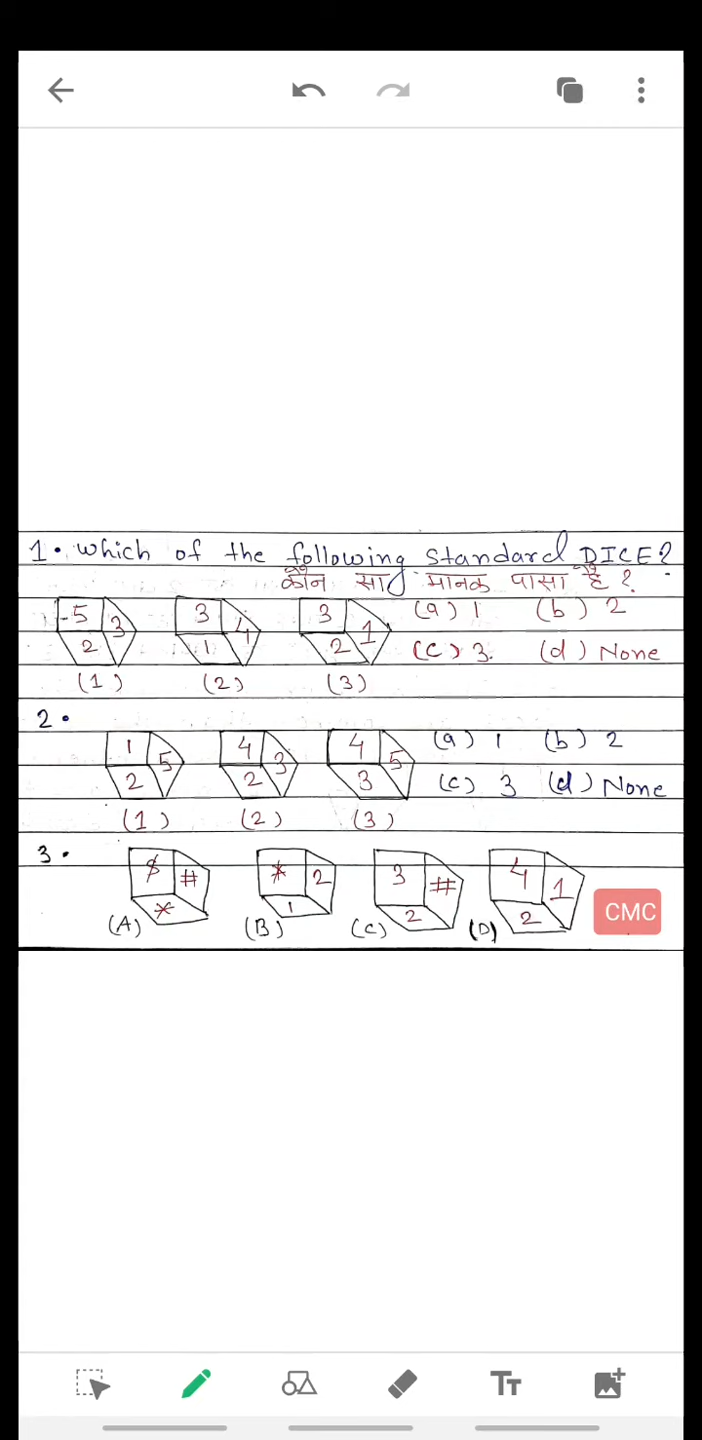 1. Which of the following Standard DICE?
कौन सा मानक पासा है ?
5 3 2 3 4 1 3 1 2 (a) 1 (b) 2
(c) 3. (d) None
(1) (2) (3)
2.
1 5 2 4 3 2 4 5 3 (a) 1 (b) 2
(c) 3 (d) None
(1) (2) (3)
3.
$ # * * 2 1 3 # 2 4 1 2
(A) (B) (C) (D)
CMC
TT